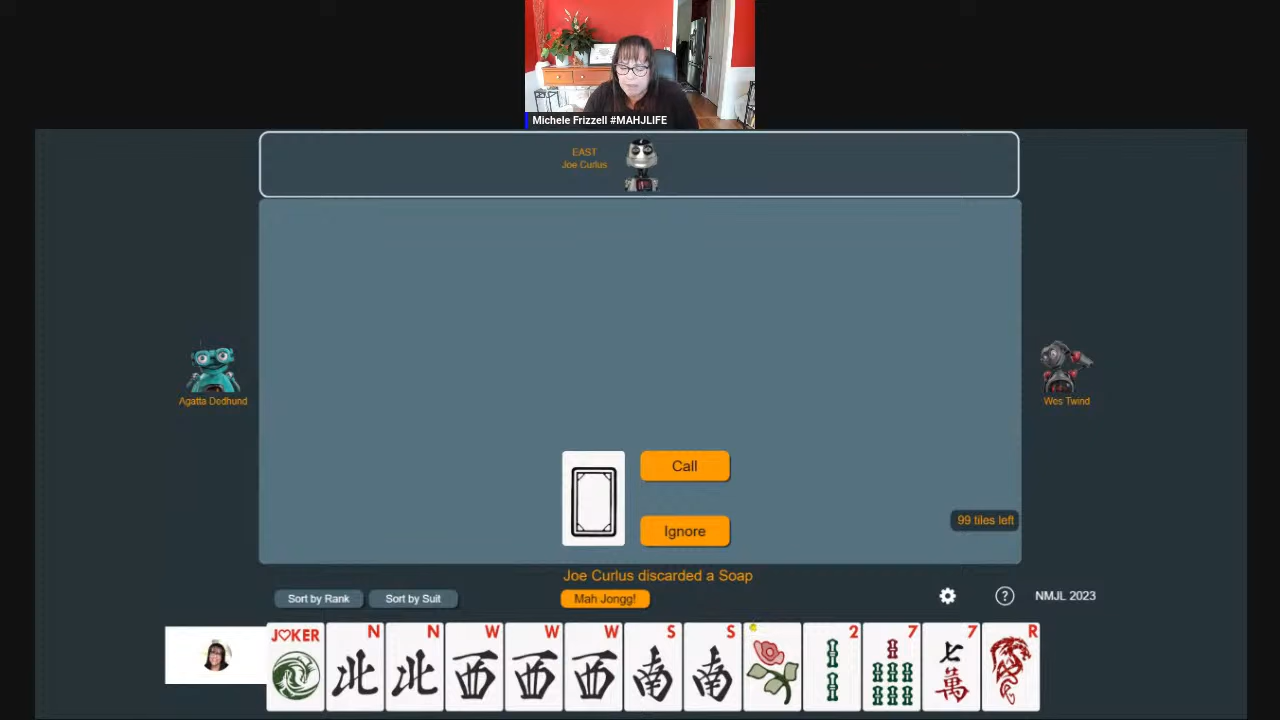 Michele Frizzell #MAHJLIFE
EAST
Joe Curlus
Agatta Dedhund
Wes Twind
Call
99 tiles left
Ignore
Joe Curlus discarded a Soap
Sort by Rank
Sort by Suit
Mah Jongg!
?
NMJL 2023
J♡KER
N
北
N
北
W
西
W
西
W
西
S
南
S
南
2
7
7
七萬
R